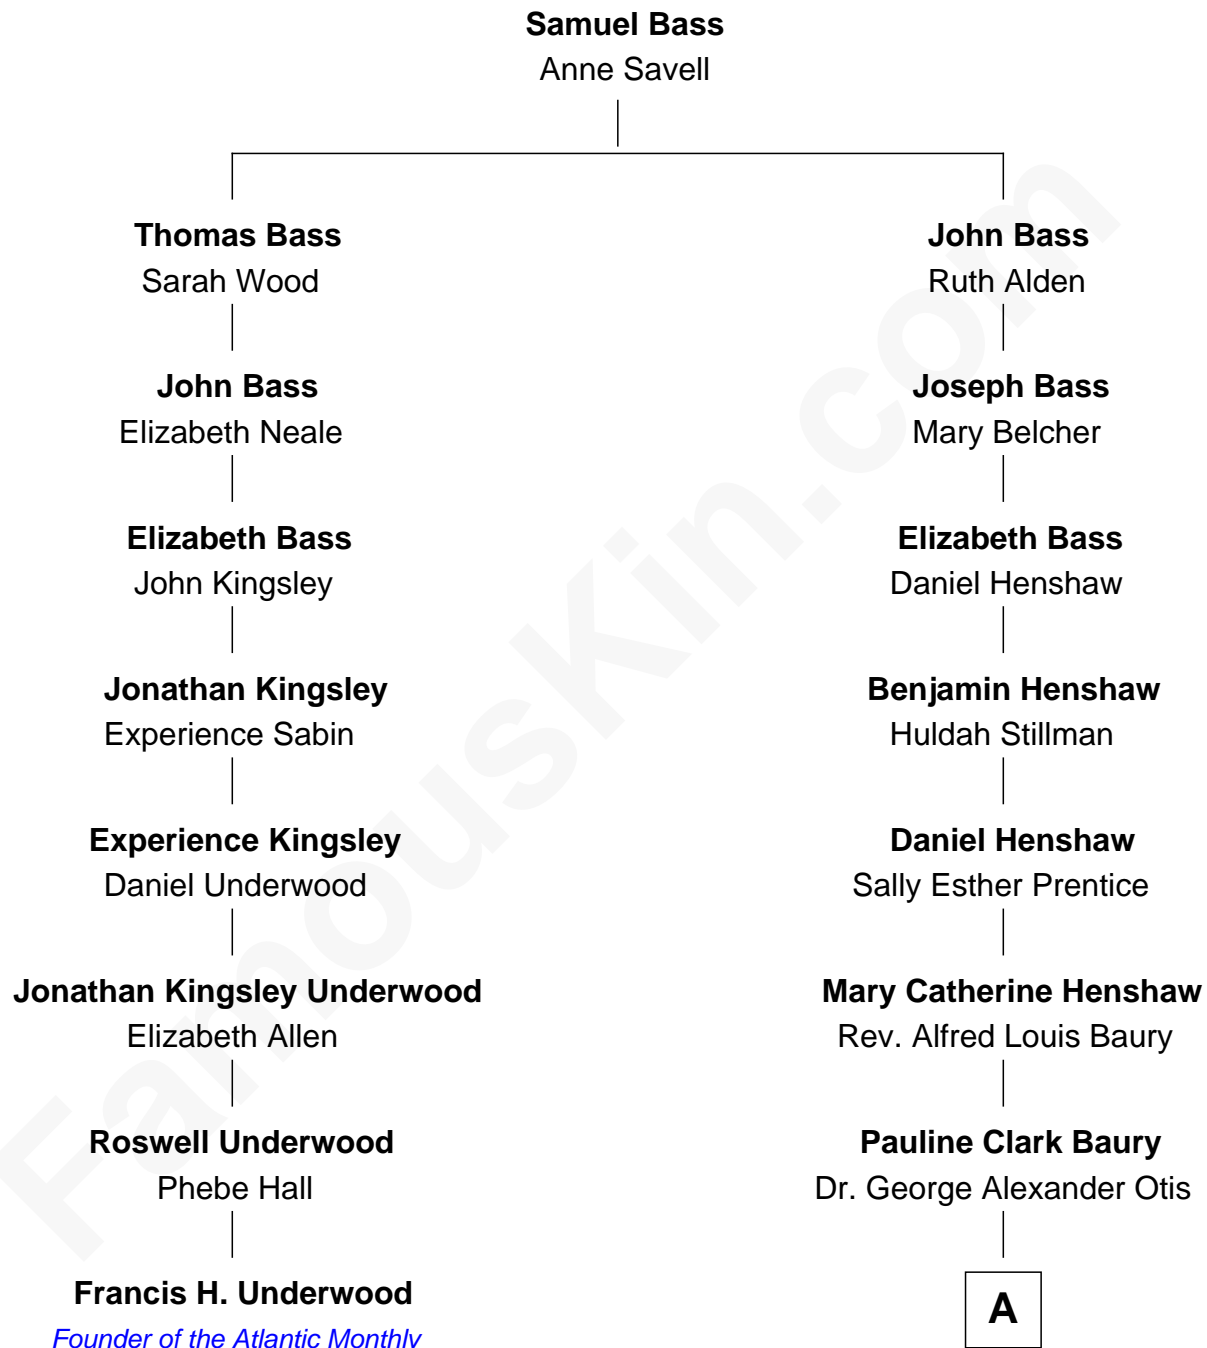 Samuel Bass
Anne Savell
Thomas Bass
Sarah Wood
John Bass
Elizabeth Neale
Elizabeth Bass
John Kingsley
Jonathan Kingsley
Experience Sabin
Experience Kingsley
Daniel Underwood
Jonathan Kingsley Underwood
Elizabeth Allen
Roswell Underwood
Phebe Hall
Francis H. Underwood
Founder of the Atlantic Monthly
John Bass
Ruth Alden
Joseph Bass
Mary Belcher
Elizabeth Bass
Daniel Henshaw
Benjamin Henshaw
Huldah Stillman
Daniel Henshaw
Sally Esther Prentice
Mary Catherine Henshaw
Rev. Alfred Louis Baury
Pauline Clark Baury
Dr. George Alexander Otis
A
FamousKin.com